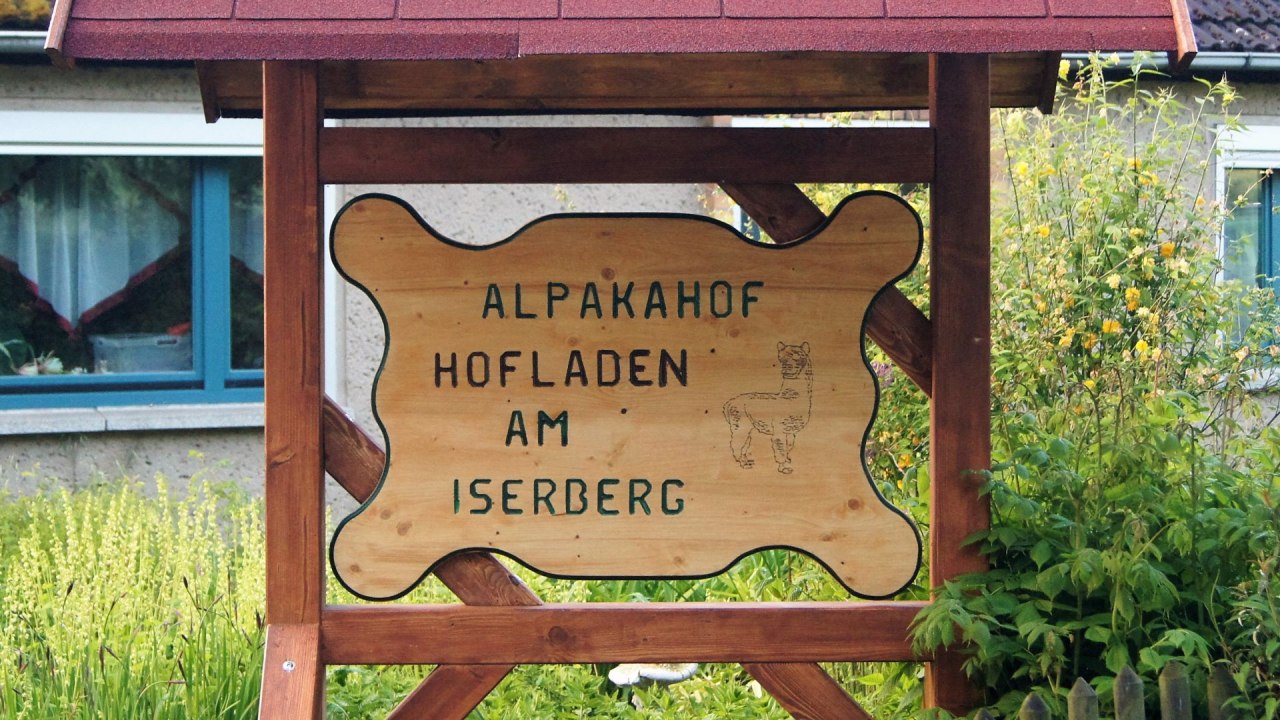 ALPAKAHOF
HOFLADEN
AM
ISERBERG